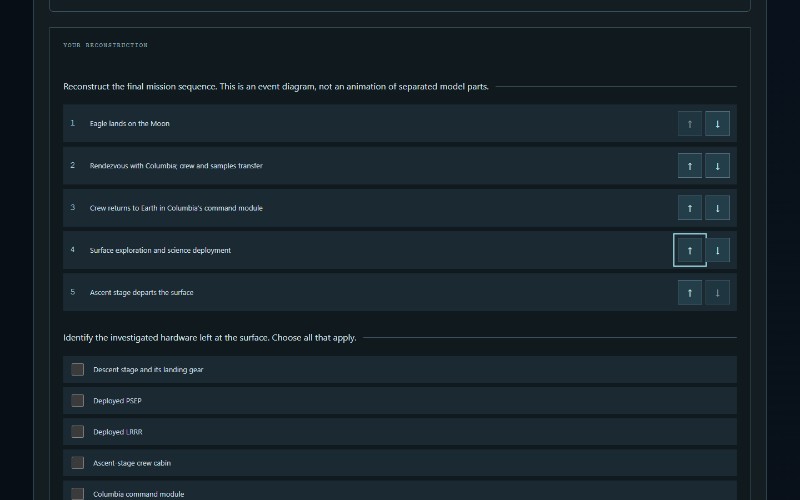 YOUR RECONSTRUCTION
Reconstruct the final mission sequence. This is an event diagram, not an animation of separated model parts.
1 Eagle lands on the Moon ↑ ↓
2 Rendezvous with Columbia; crew and samples transfer ↑ ↓
3 Crew returns to Earth in Columbia's command module ↑ ↓
4 Surface exploration and science deployment ↑ ↓
5 Ascent stage departs the surface ↑ ↓
Identify the investigated hardware left at the surface. Choose all that apply.
Descent stage and its landing gear
Deployed PSEP
Deployed LRRR
Ascent-stage crew cabin
Columbia command module